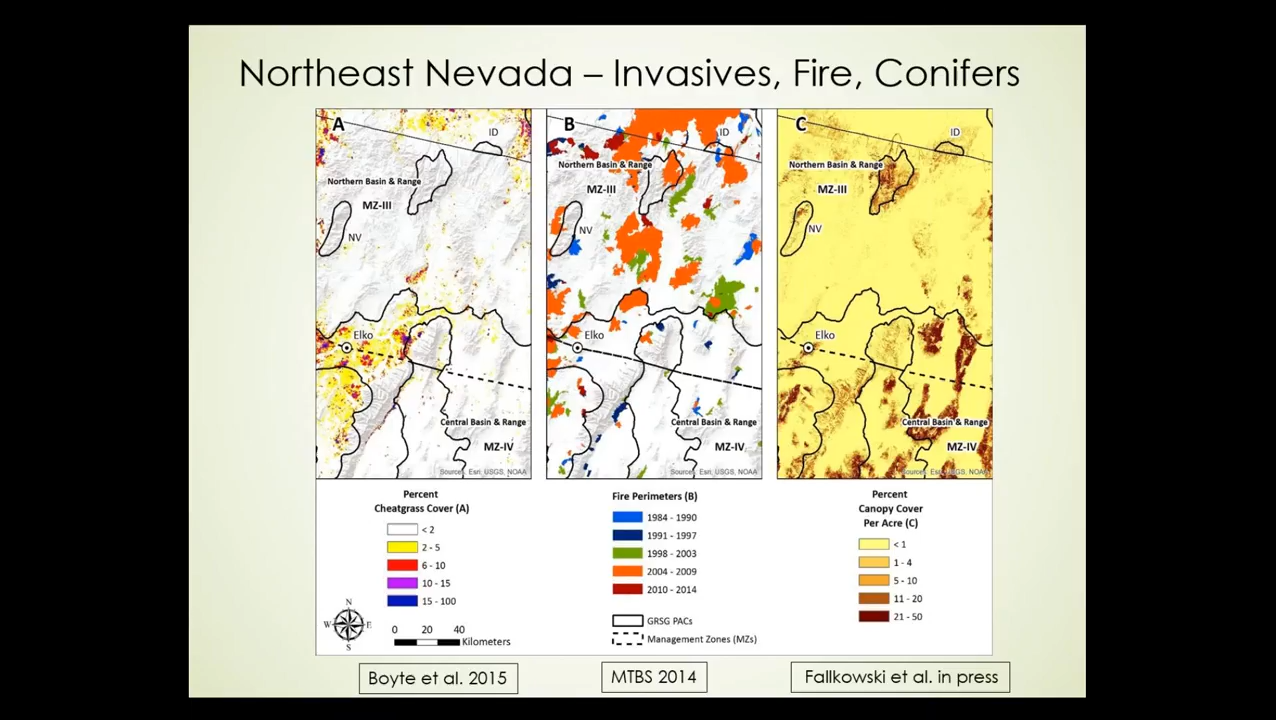 Northeast Nevada – Invasives, Fire, Conifers
A
ID
Northern Basin & Range
MZ-III
NV
Elko
Central Basin & Range
MZ-IV
Sources: Esri, USGS, NOAA
B
ID
Northern Basin & Range
MZ-III
NV
Elko
Central Basin & Range
MZ-IV
Sources: Esri, USGS, NOAA
C
ID
Northern Basin & Range
MZ-III
NV
Elko
Central Basin & Range
MZ-IV
Sources: Esri, USGS, NOAA
Percent
Cheatgrass Cover (A)
< 2
2 - 5
6 - 10
10 - 15
15 - 100
N
W E
S
0 20 40
Kilometers
Fire Perimeters (B)
1984 - 1990
1991 - 1997
1998 - 2003
2004 - 2009
2010 - 2014
GRSG PACs
Management Zones (MZs)
Percent
Canopy Cover
Per Acre (C)
< 1
1 - 4
5 - 10
11 - 20
21 - 50
Boyte et al. 2015
MTBS 2014
Fallkowski et al. in press